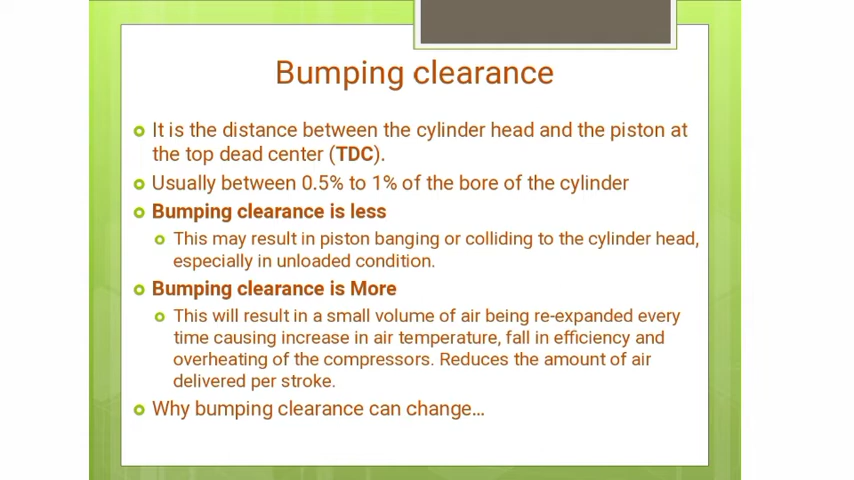 Bumping clearance
It is the distance between the cylinder head and the piston at
the top dead center (TDC).
Usually between 0.5% to 1% of the bore of the cylinder
Bumping clearance is less
This may result in piston banging or colliding to the cylinder head,
especially in unloaded condition.
Bumping clearance is More
This will result in a small volume of air being re-expanded every
time causing increase in air temperature, fall in efficiency and
overheating of the compressors. Reduces the amount of air
delivered per stroke.
Why bumping clearance can change…